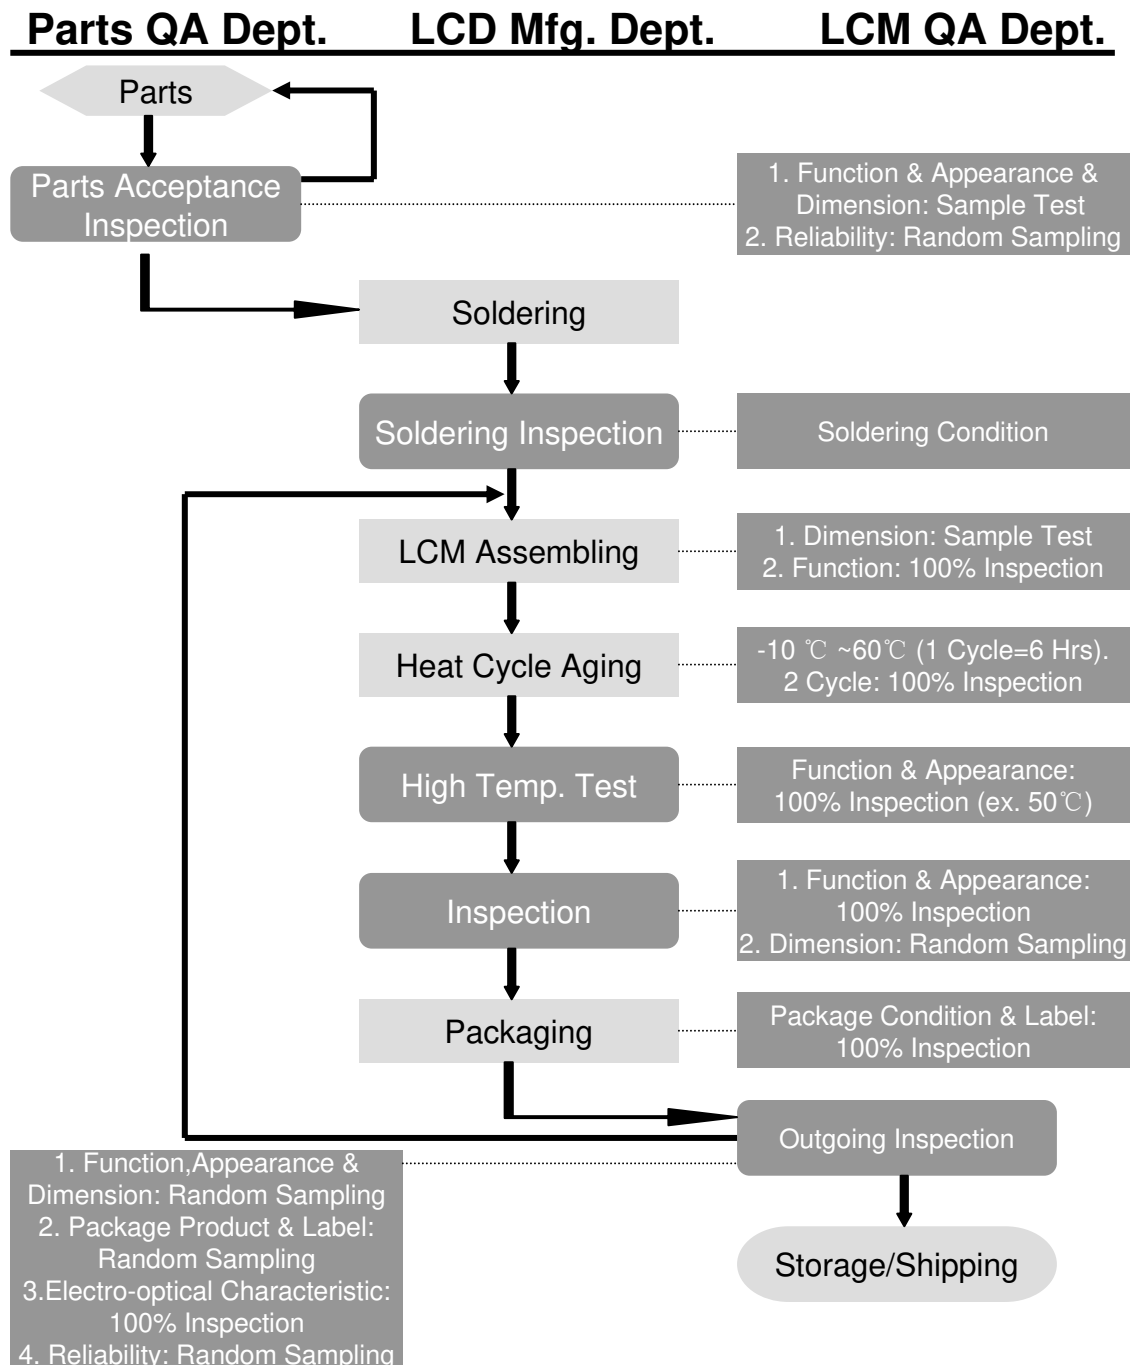 Parts QA Dept. LCD Mfg. Dept. LCM QA Dept.
Parts
Parts Acceptance
Inspection
1. Function & Appearance &
Dimension: Sample Test
2. Reliability: Random Sampling
Soldering
Soldering Inspection
Soldering Condition
LCM Assembling
1. Dimension: Sample Test
2. Function: 100% Inspection
Heat Cycle Aging
-10 ℃ ~60℃ (1 Cycle=6 Hrs).
2 Cycle: 100% Inspection
High Temp. Test
Function & Appearance:
100% Inspection (ex. 50℃)
Inspection
1. Function & Appearance:
100% Inspection
2. Dimension: Random Sampling
Packaging
Package Condition & Label:
100% Inspection
Outgoing Inspection
1. Function,Appearance &
Dimension: Random Sampling
2. Package Product & Label:
Random Sampling
3.Electro-optical Characteristic:
100% Inspection
4. Reliability: Random Sampling
Storage/Shipping